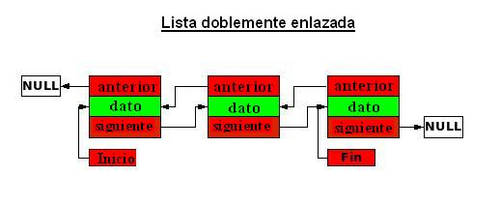 Lista doblemente enlazada
anterior anterior anterior
NULL
dato dato dato
siguiente siguiente siguiente
NULL
Inicio Fin